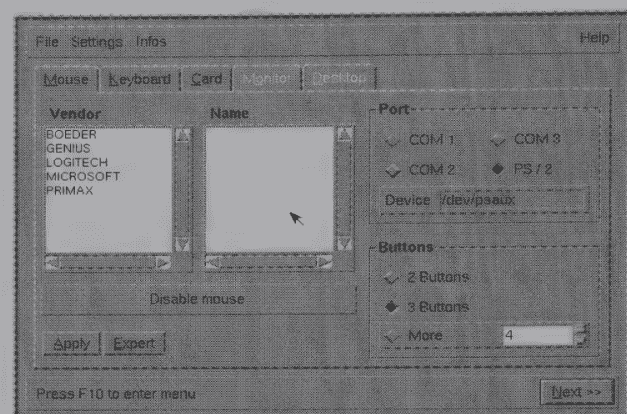 File Settings Infos Help
Mouse Keyboard Card Monitor Desktop
Vendor Name
BOEDER
GENIUS
LOGITECH
MICROSOFT
PRIMAX
Disable mouse
Apply Expert
Port
COM 1 COM 3
COM 2 PS / 2
Device /dev/psaux
Buttons
2 Buttons
3 Buttons
More 4
Press F10 to enter menu Next >>